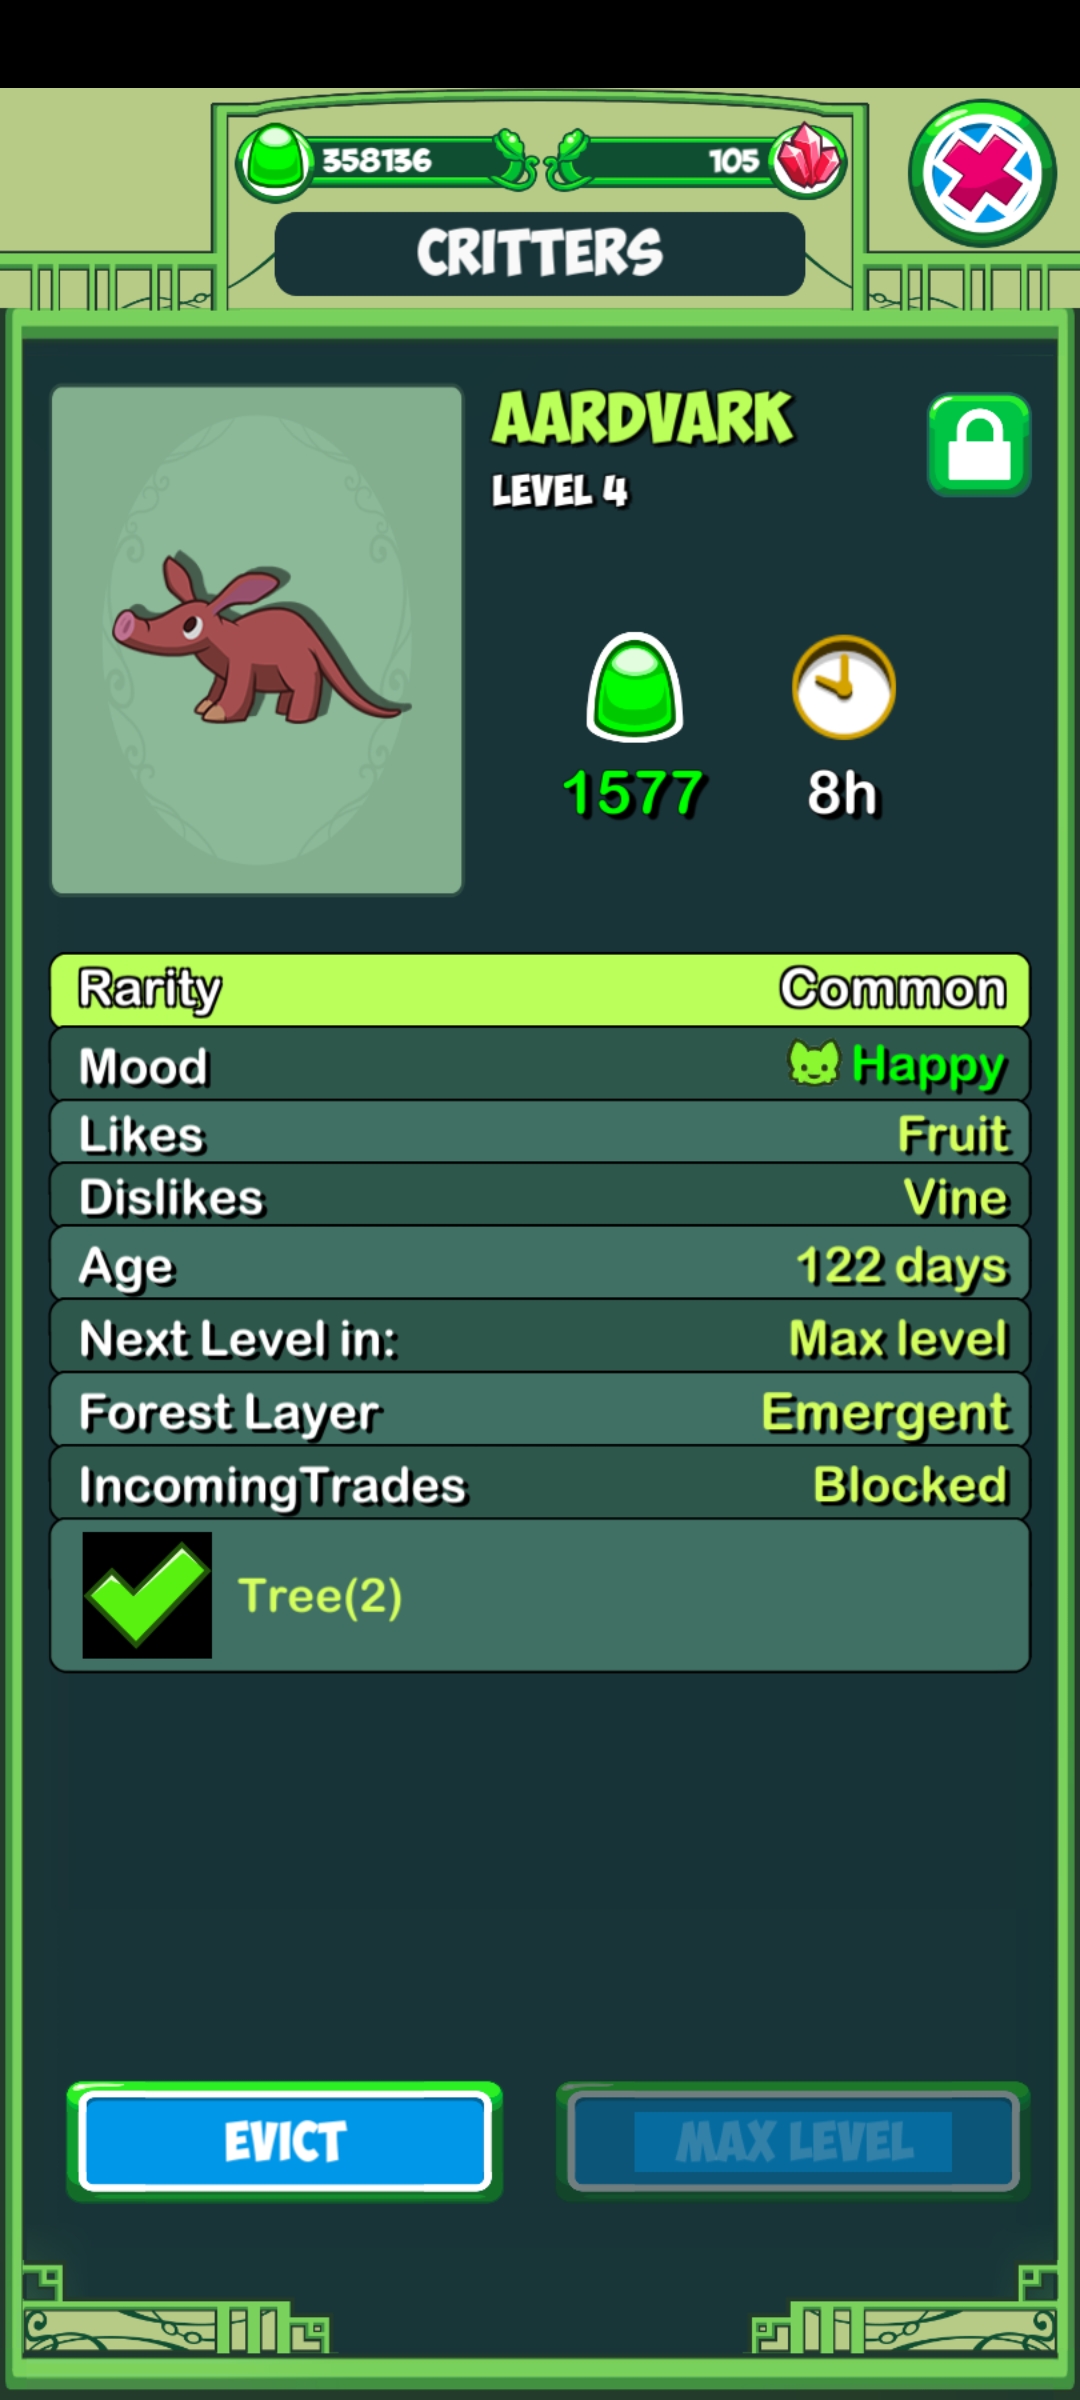 358136
105
CRITTERS
AARDVARK
LEVEL 4
1577
8h
Rarity Common
Mood Happy
Likes Fruit
Dislikes Vine
Age 122 days
Next Level in: Max level
Forest Layer Emergent
IncomingTrades Blocked
Tree(2)
EVICT
MAX LEVEL